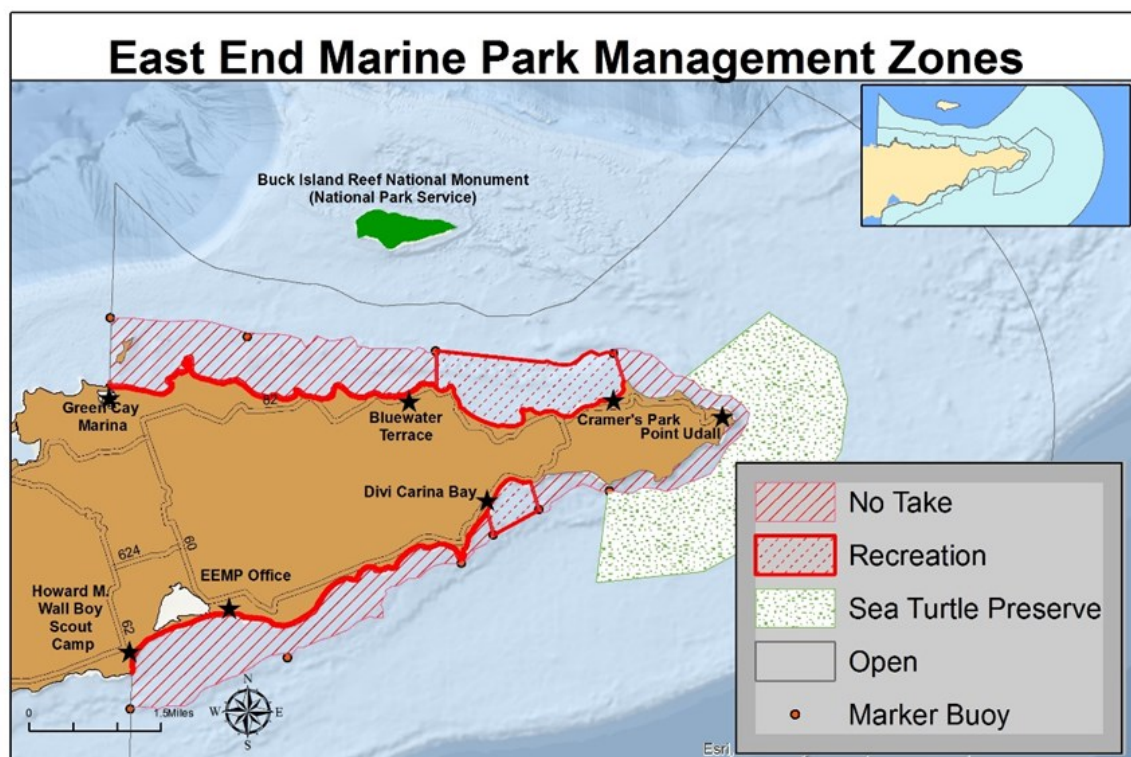 East End Marine Park Management Zones
Buck Island Reef National Monument
(National Park Service)
Green Cay
Marina
62
Bluewater
Terrace
Cramer's Park
Point Udall
Divi Carina Bay
624
60
EEMP Office
Howard M.
Wall Boy
Scout
Camp
62
N
W
E
S
0
1.5Miles
No Take
Recreation
Sea Turtle Preserve
Open
Marker Buoy
Esri,